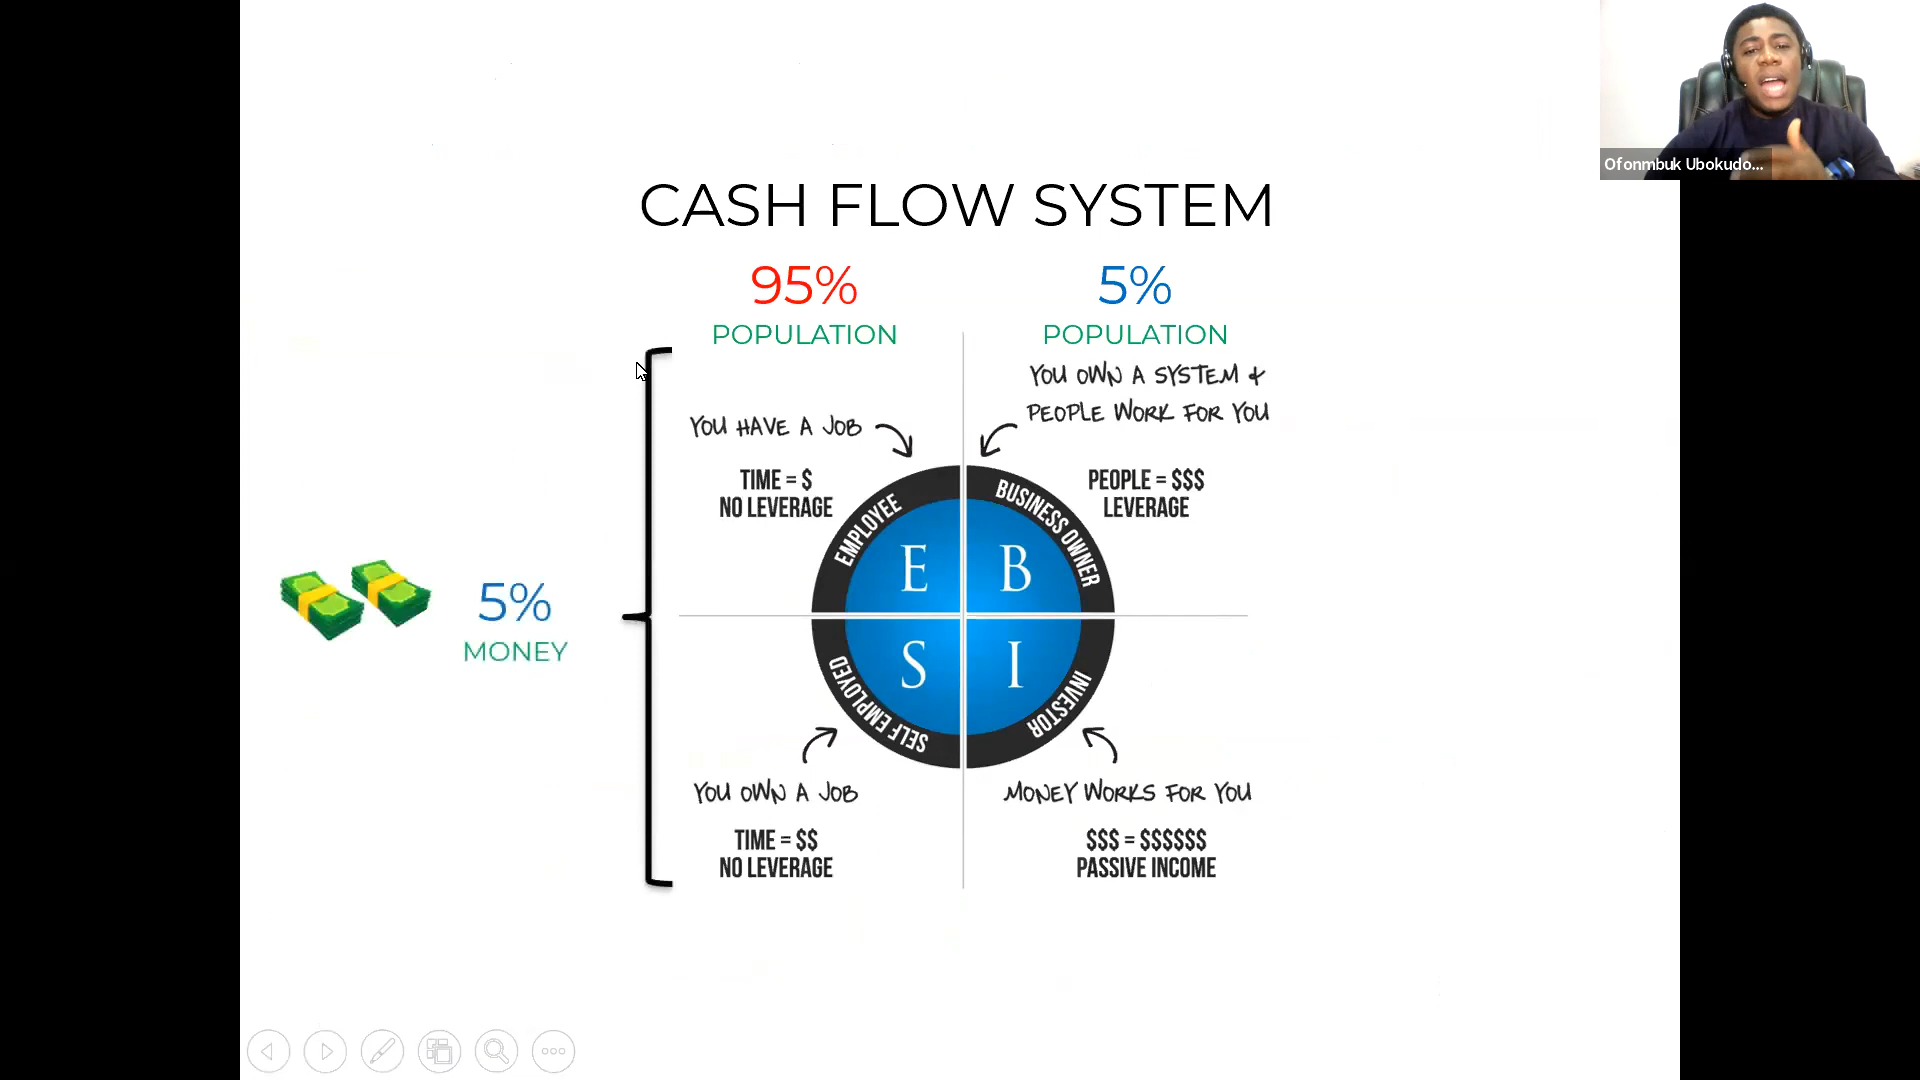 Ofonmbuk Ubokudo...
CASH FLOW SYSTEM
95%
POPULATION
5%
POPULATION
YOU HAVE A JOB
TIME = $
NO LEVERAGE
YOU OWN A SYSTEM &
PEOPLE WORK FOR YOU
PEOPLE = $$$
LEVERAGE
EMPLOYEE
E
BUSINESS OWNER
B
5%
MONEY
SELF EMPLOYED
S
INVESTOR
I
YOU OWN A JOB
TIME = $$
NO LEVERAGE
MONEY WORKS FOR YOU
$$$ = $$$$$$
PASSIVE INCOME